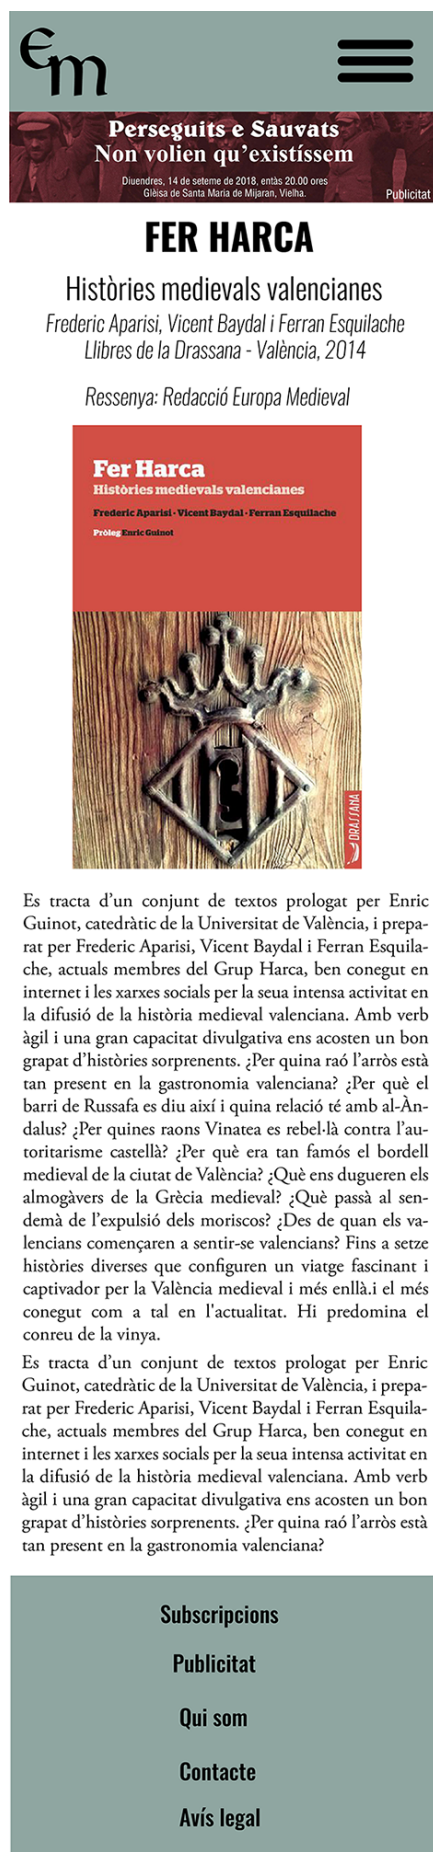 Em
Perseguits e Sauvats
Non volien qu'existíssem
Diuendres, 14 de seteme de 2018, entàs 20.00 ores
Glèisa de Santa Maria de Mijaran, Vielha.
Publicitat
FER HARCA
Històries medievals valencianes
Frederic Aparisi, Vicent Baydal i Ferran Esquilache
Llibres de la Drassana - València, 2014
Ressenya: Redacció Europa Medieval
Fer Harca
Històries medievals valencianes
Frederic Aparisi · Vicent Baydal · Ferran Esquilache
Pròleg Enric Guinot
DRASSANA
Es tracta d'un conjunt de textos prologat per Enric
Guinot, catedràtic de la Universitat de València, i prepa-
rat per Frederic Aparisi, Vicent Baydal i Ferran Esquila-
che, actuals membres del Grup Harca, ben conegut en
internet i les xarxes socials per la seua intensa activitat en
la difusió de la història medieval valenciana. Amb verb
àgil i una gran capacitat divulgativa ens acosten un bon
grapat d'històries sorprenents. ¿Per quina raó l'arròs està
tan present en la gastronomia valenciana? ¿Per què el
barri de Russafa es diu així i quina relació té amb al-Àn-
dalus? ¿Per quines raons Vinatea es rebel·là contra l'au-
toritarisme castellà? ¿Per què era tan famós el bordell
medieval de la ciutat de València? ¿Què ens dugueren els
almogàvers de la Grècia medieval? ¿Què passà al sen-
demà de l'expulsió dels moriscos? ¿Des de quan els va-
lencians començaren a sentir-se valencians? Fins a setze
històries diverses que configuren un viatge fascinant i
captivador per la València medieval i més enllà.i el més
conegut com a tal en l'actualitat. Hi predomina el
conreu de la vinya.
Es tracta d'un conjunt de textos prologat per Enric
Guinot, catedràtic de la Universitat de València, i prepa-
rat per Frederic Aparisi, Vicent Baydal i Ferran Esquila-
che, actuals membres del Grup Harca, ben conegut en
internet i les xarxes socials per la seua intensa activitat en
la difusió de la història medieval valenciana. Amb verb
àgil i una gran capacitat divulgativa ens acosten un bon
grapat d'històries sorprenents. ¿Per quina raó l'arròs està
tan present en la gastronomia valenciana?
Subscripcions
Publicitat
Qui som
Contacte
Avís legal